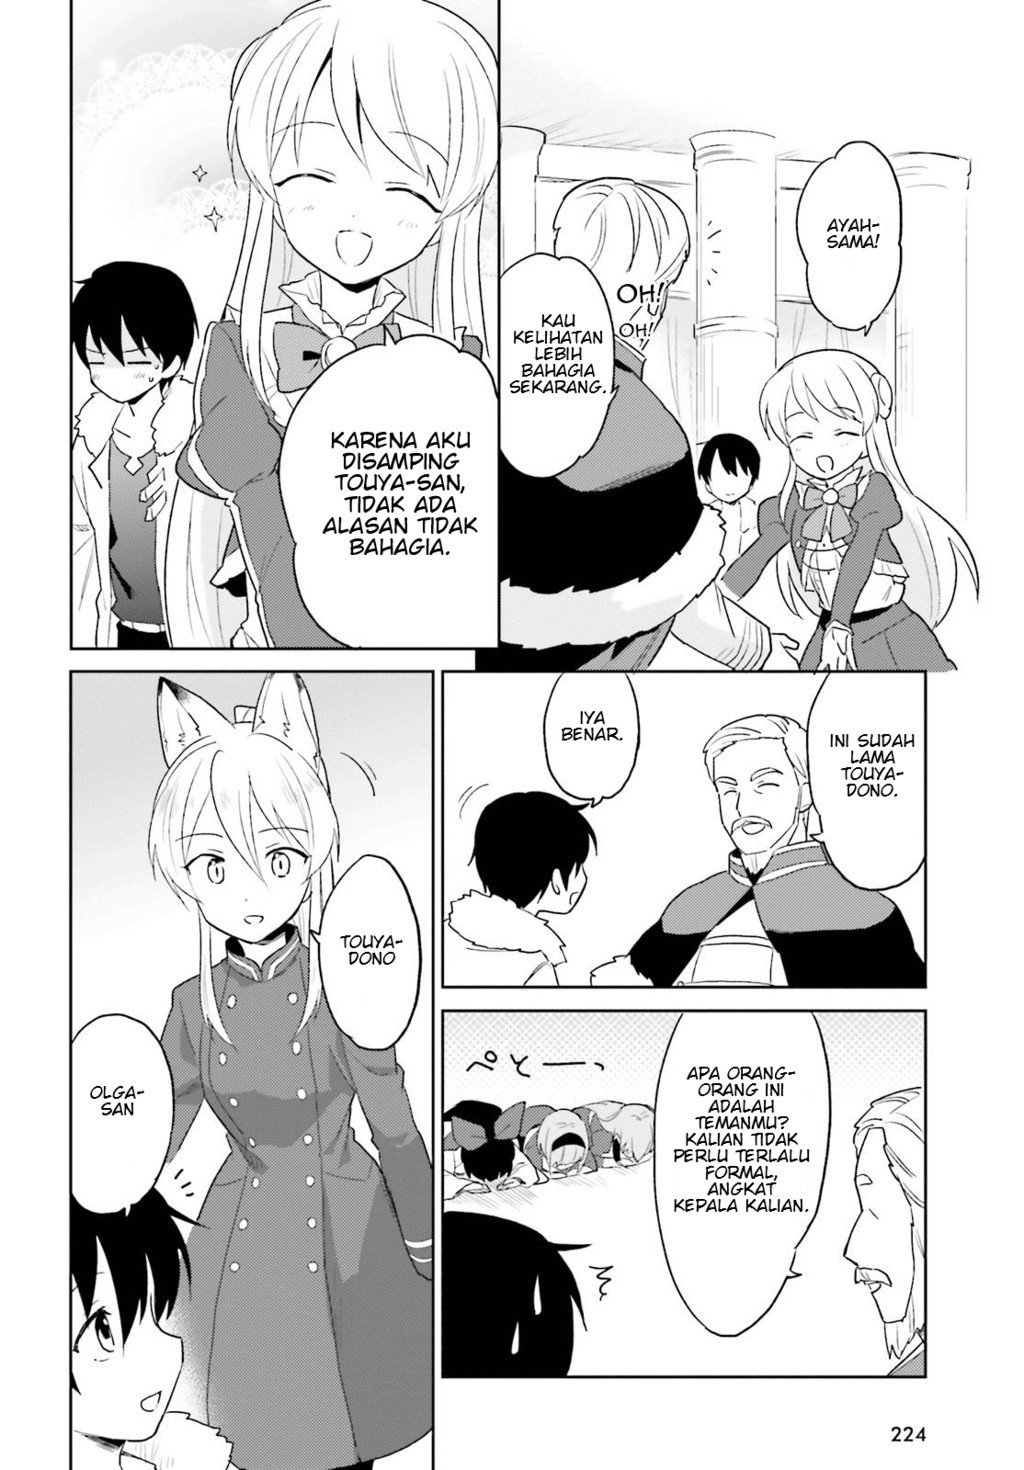 AYAH-
SAMA!
OH!
OH!
KAU
KELIHATAN
LEBIH
BAHAGIA
SEKARANG.
KARENA AKU
DISAMPING
TOUYA-SAN,
TIDAK ADA
ALASAN TIDAK
BAHAGIA.
INI SUDAH
LAMA
TOUYA-
DONO.
IYA
BENAR.
APA ORANG-
ORANG INI
ADALAH
TEMANMU?
KALIAN TIDAK
PERLU TERLALU
FORMAL,
ANGKAT
KEPALA KALIAN.
ぺとーっ
TOUYA-
DONO
OLGA-
SAN
224